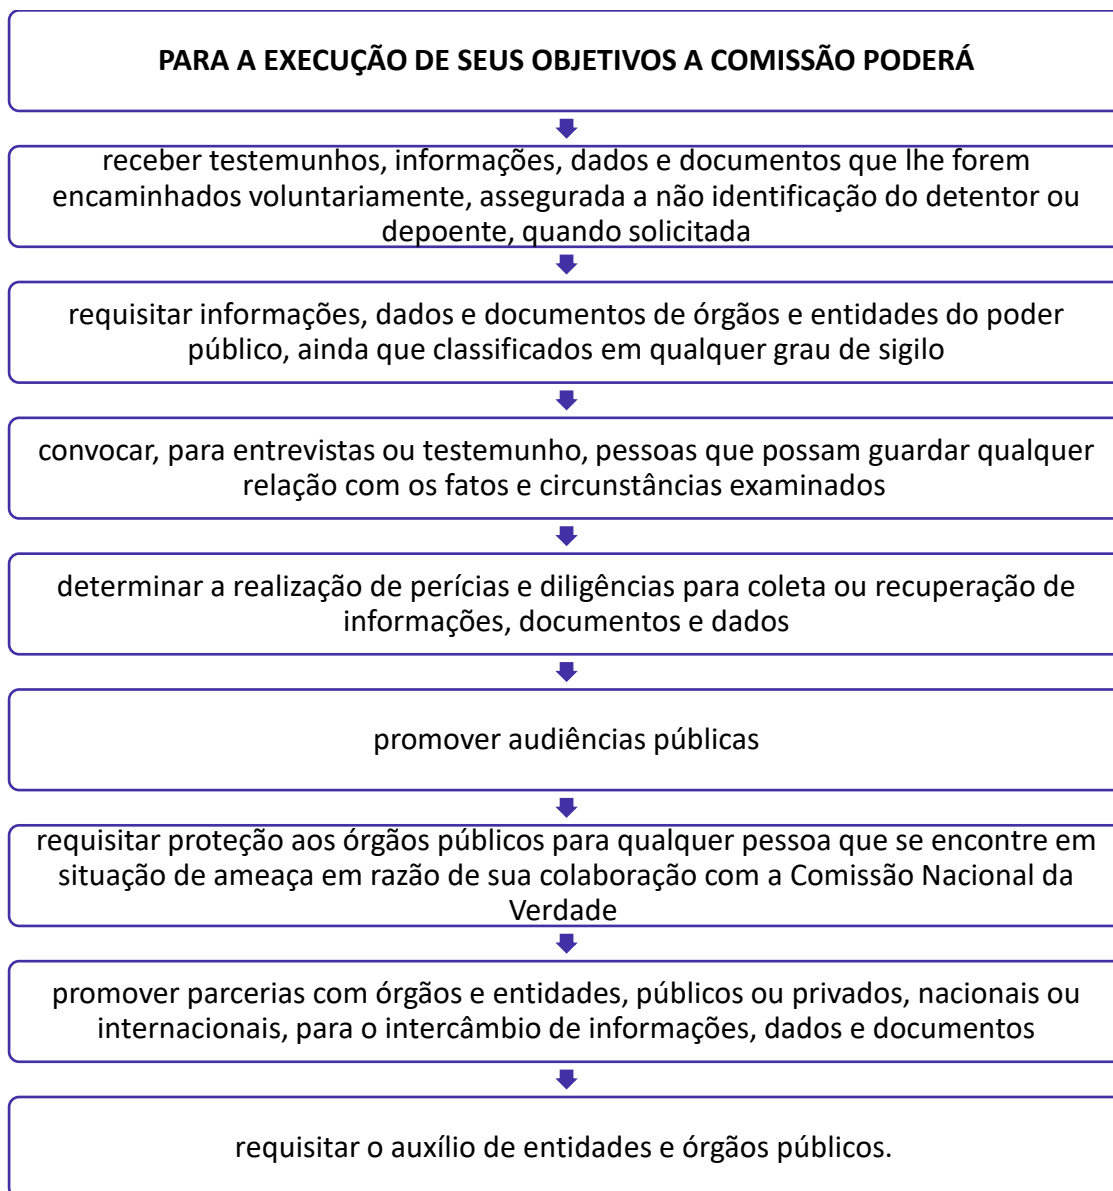 PARA A EXECUÇÃO DE SEUS OBJETIVOS A COMISSÃO PODERÁ
receber testemunhos, informações, dados e documentos que lhe forem
encaminhados voluntariamente, assegurada a não identificação do detentor ou
depoente, quando solicitada
requisitar informações, dados e documentos de órgãos e entidades do poder
público, ainda que classificados em qualquer grau de sigilo
convocar, para entrevistas ou testemunho, pessoas que possam guardar qualquer
relação com os fatos e circunstâncias examinados
determinar a realização de perícias e diligências para coleta ou recuperação de
informações, documentos e dados
promover audiências públicas
requisitar proteção aos órgãos públicos para qualquer pessoa que se encontre em
situação de ameaça em razão de sua colaboração com a Comissão Nacional da
Verdade
promover parcerias com órgãos e entidades, públicos ou privados, nacionais ou
internacionais, para o intercâmbio de informações, dados e documentos
requisitar o auxílio de entidades e órgãos públicos.